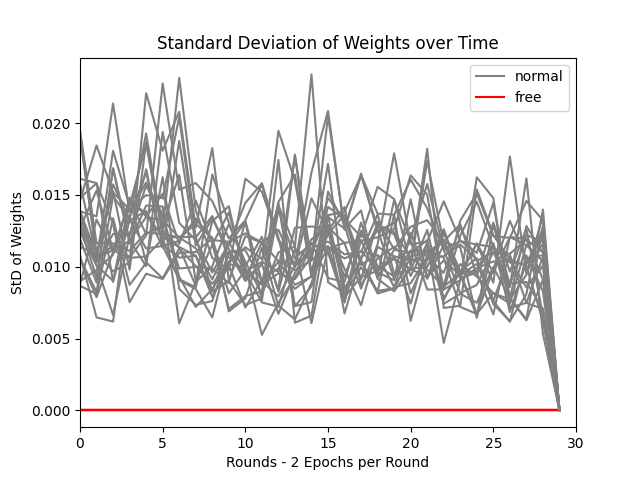 Standard Deviation of Weights over Time
normal
free
StD of Weights
0.020
0.015
0.010
0.005
0.000
0
5
10
15
20
25
30
Rounds - 2 Epochs per Round